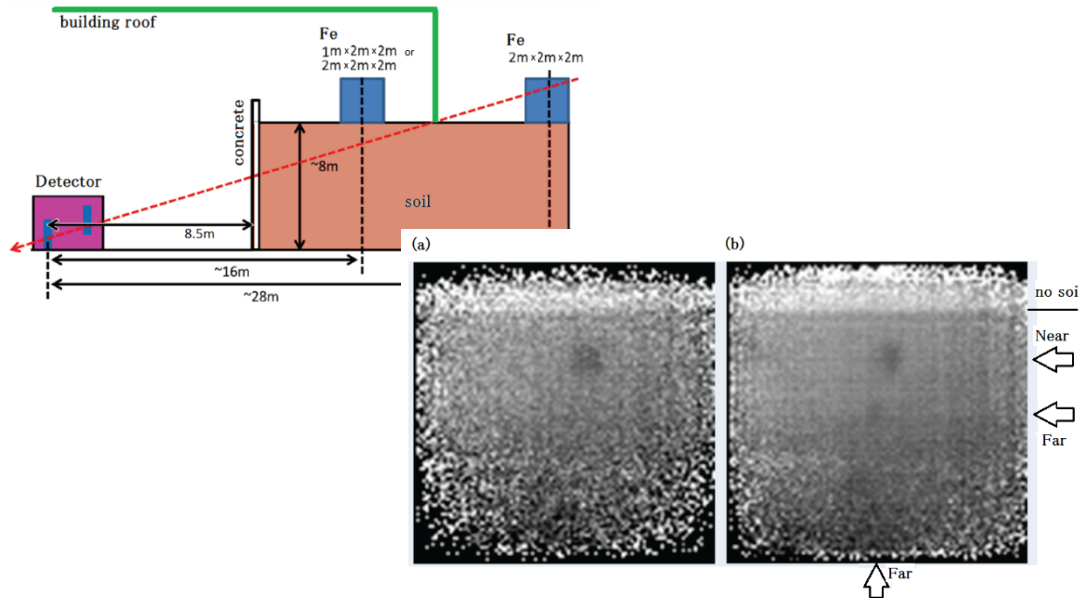 building roof
Fe
1m×2m×2m or
2m×2m×2m
Fe
2m×2m×2m
concrete
~8m
Detector
soil
8.5m
~16m
~28m
(a)
(b)
no soi
Near
Far
Far